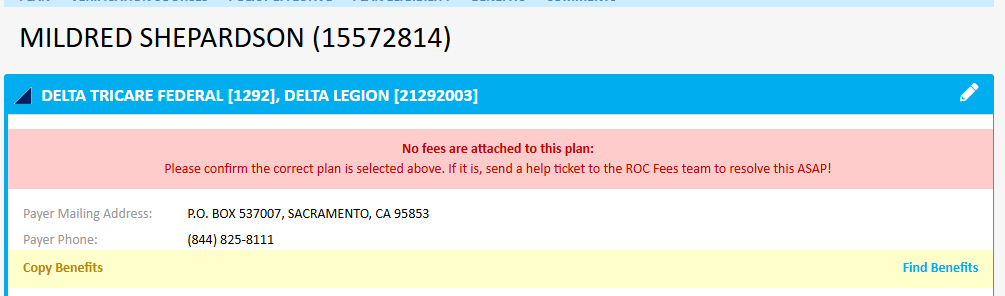 MILDRED SHEPARDSON (15572814)
DELTA TRICARE FEDERAL [1292], DELTA LEGION [21292003]
No fees are attached to this plan:
Please confirm the correct plan is selected above. If it is, send a help ticket to the ROC Fees team to resolve this ASAP!
Payer Mailing Address: P.O. BOX 537007, SACRAMENTO, CA 95853
Payer Phone: (844) 825-8111
Copy Benefits Find Benefits